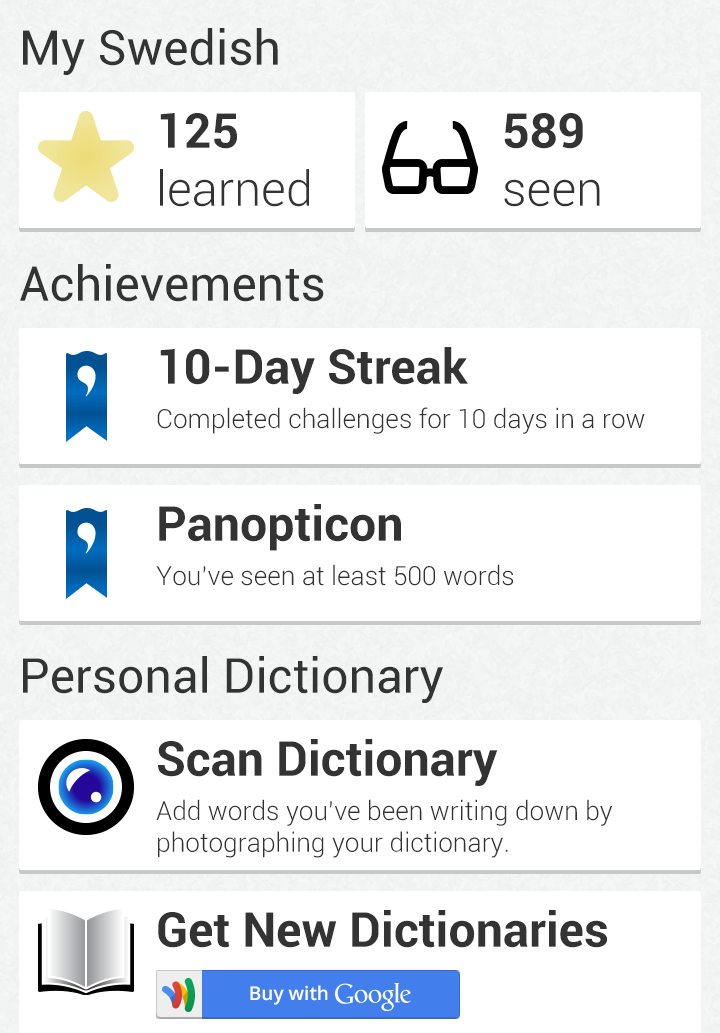 My Swedish
125
learned
589
seen
Achievements
10-Day Streak
Completed challenges for 10 days in a row
Panopticon
You've seen at least 500 words
Personal Dictionary
Scan Dictionary
Add words you've been writing down by
photographing your dictionary.
Get New Dictionaries
Buy with Google